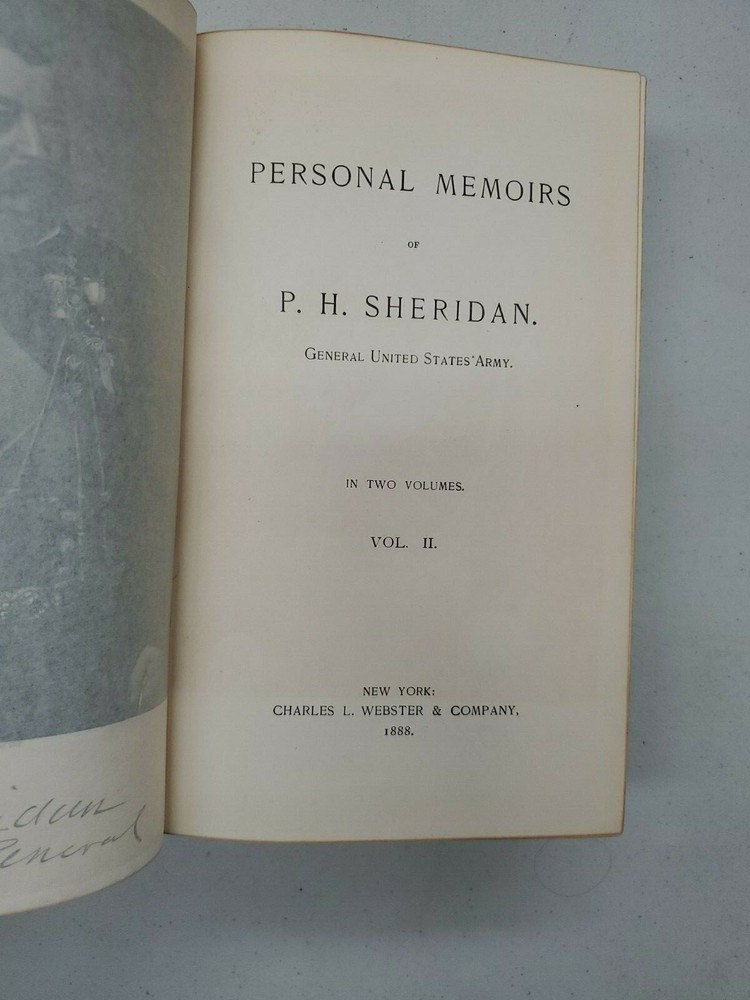 PERSONAL MEMOIRS
OF
P. H. SHERIDAN.
GENERAL UNITED STATES' ARMY.
IN TWO VOLUMES.
VOL. II.
NEW YORK:
CHARLES L. WEBSTER & COMPANY.
1888.
General